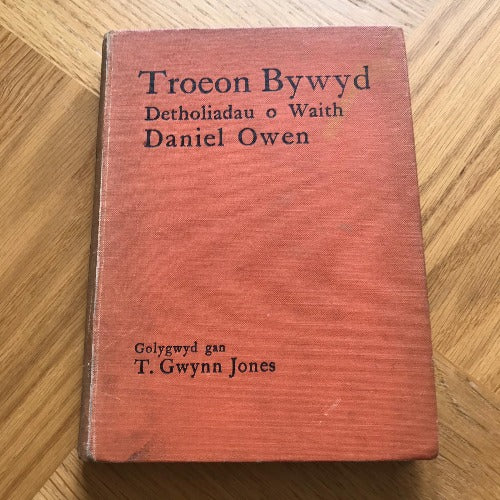 Troeon Bywyd
Detholiadau o Waith
Daniel Owen
Golygwyd gan
T. Gwynn Jones